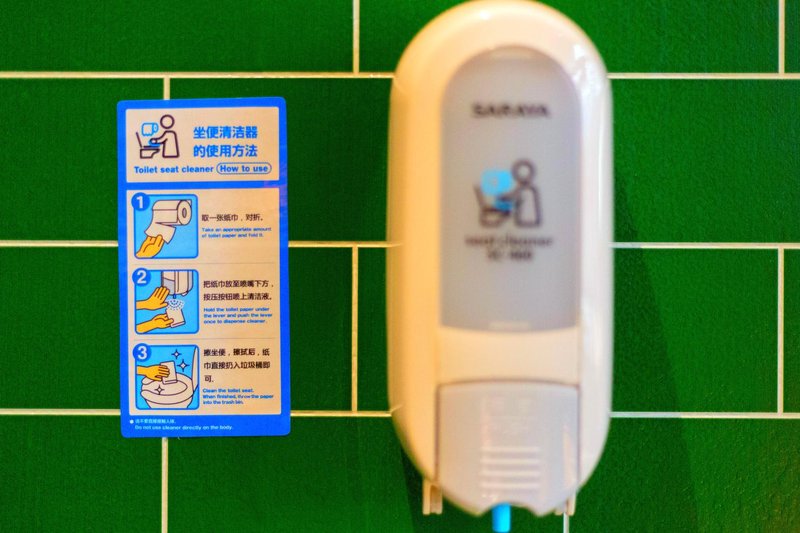 坐便清洁器
的使用方法
Toilet seat cleaner How to use
1
取一张纸巾，对折。
Take an appropriate amount
of toilet paper and fold it.
2
把纸巾放至喷嘴下方，
按压按钮喷上清洁液。
Hold the toilet paper under
the lever and push the lever
once to dispense cleaner.
3
擦坐便，擦拭后，纸
巾直接扔入垃圾桶即
可.
Clean the toilet seat.
When finished, throw the paper
into the trash bin.
Do not use cleaner directly on the body.
SARAYA
seat cleaner